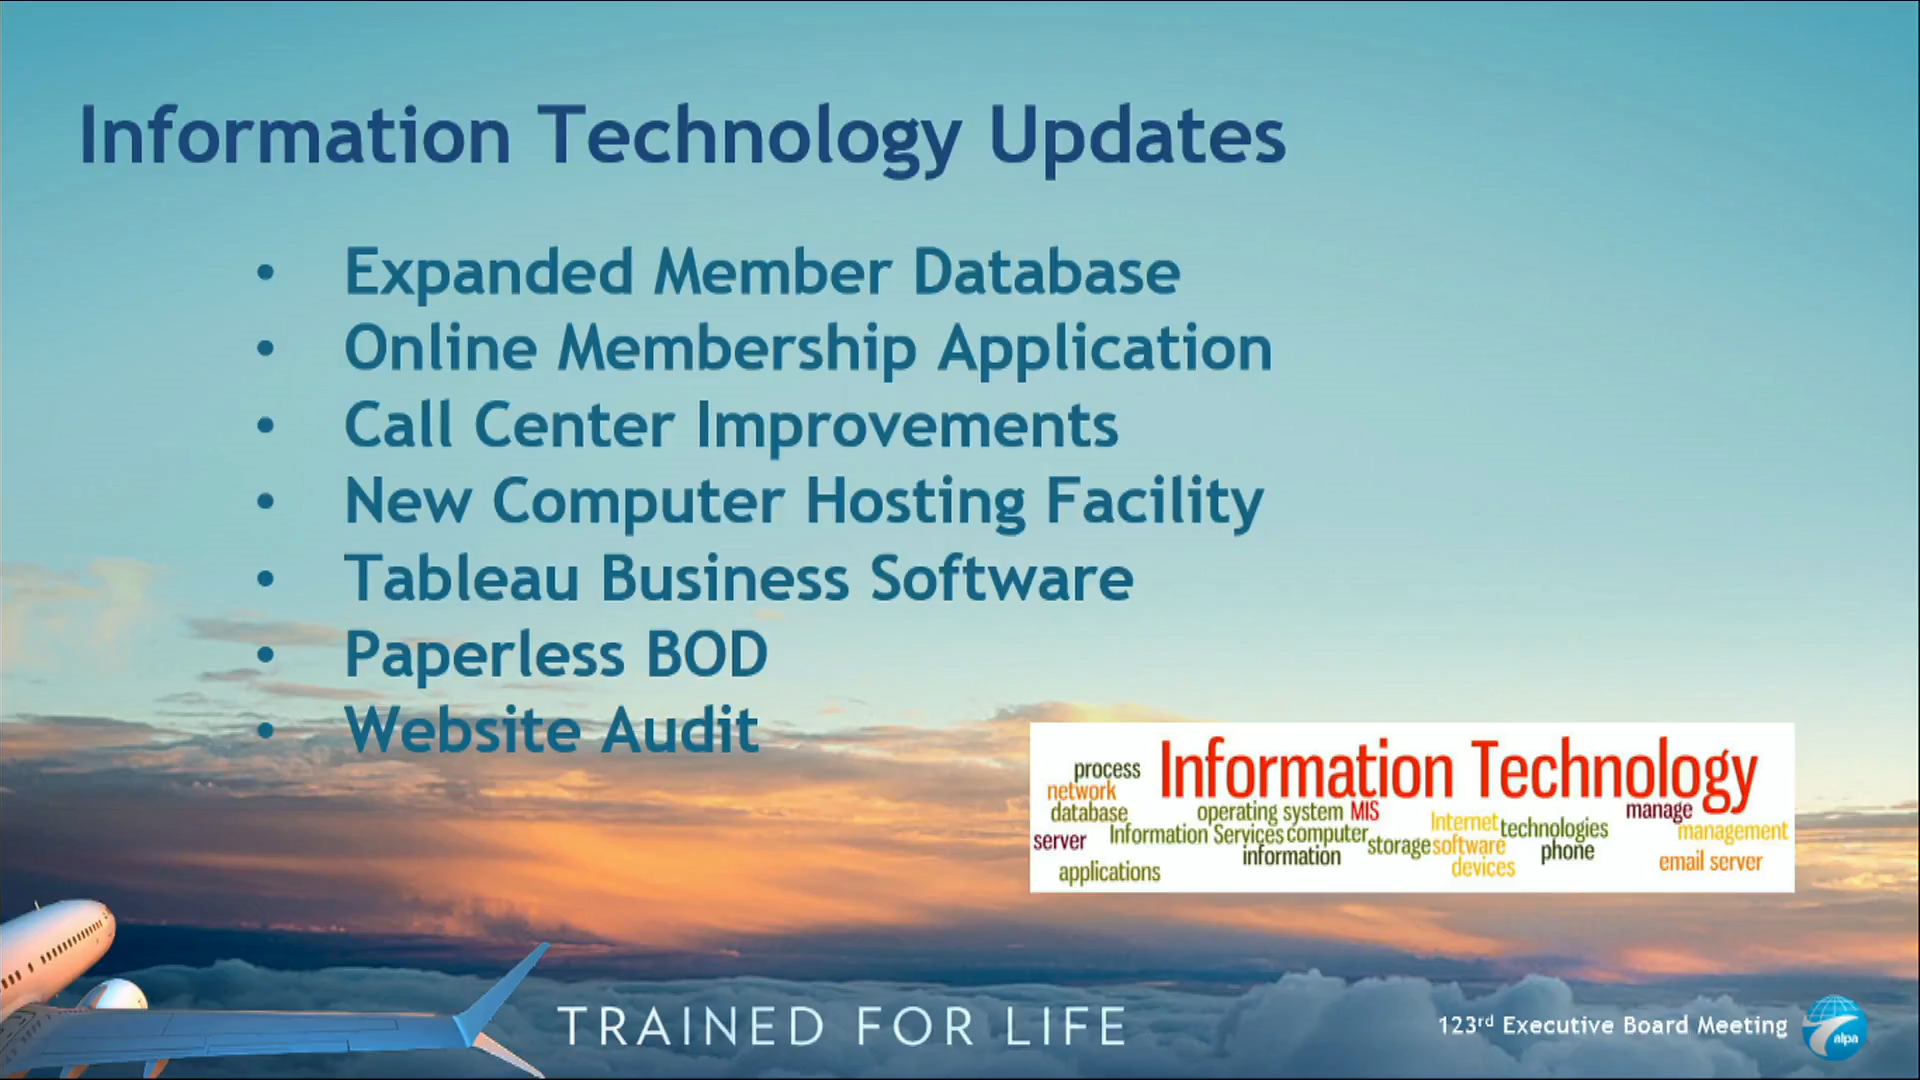 Information Technology Updates
• Expanded Member Database
• Online Membership Application
• Call Center Improvements
• New Computer Hosting Facility
• Tableau Business Software
• Paperless BOD
• Website Audit
Information Technology
process
network
database
server
applications
operating system MIS
Information Services computer
information
storage
Internet
software
devices
technologies
phone
manage
management
email server
TRAINED FOR LIFE
123rd Executive Board Meeting
alpa